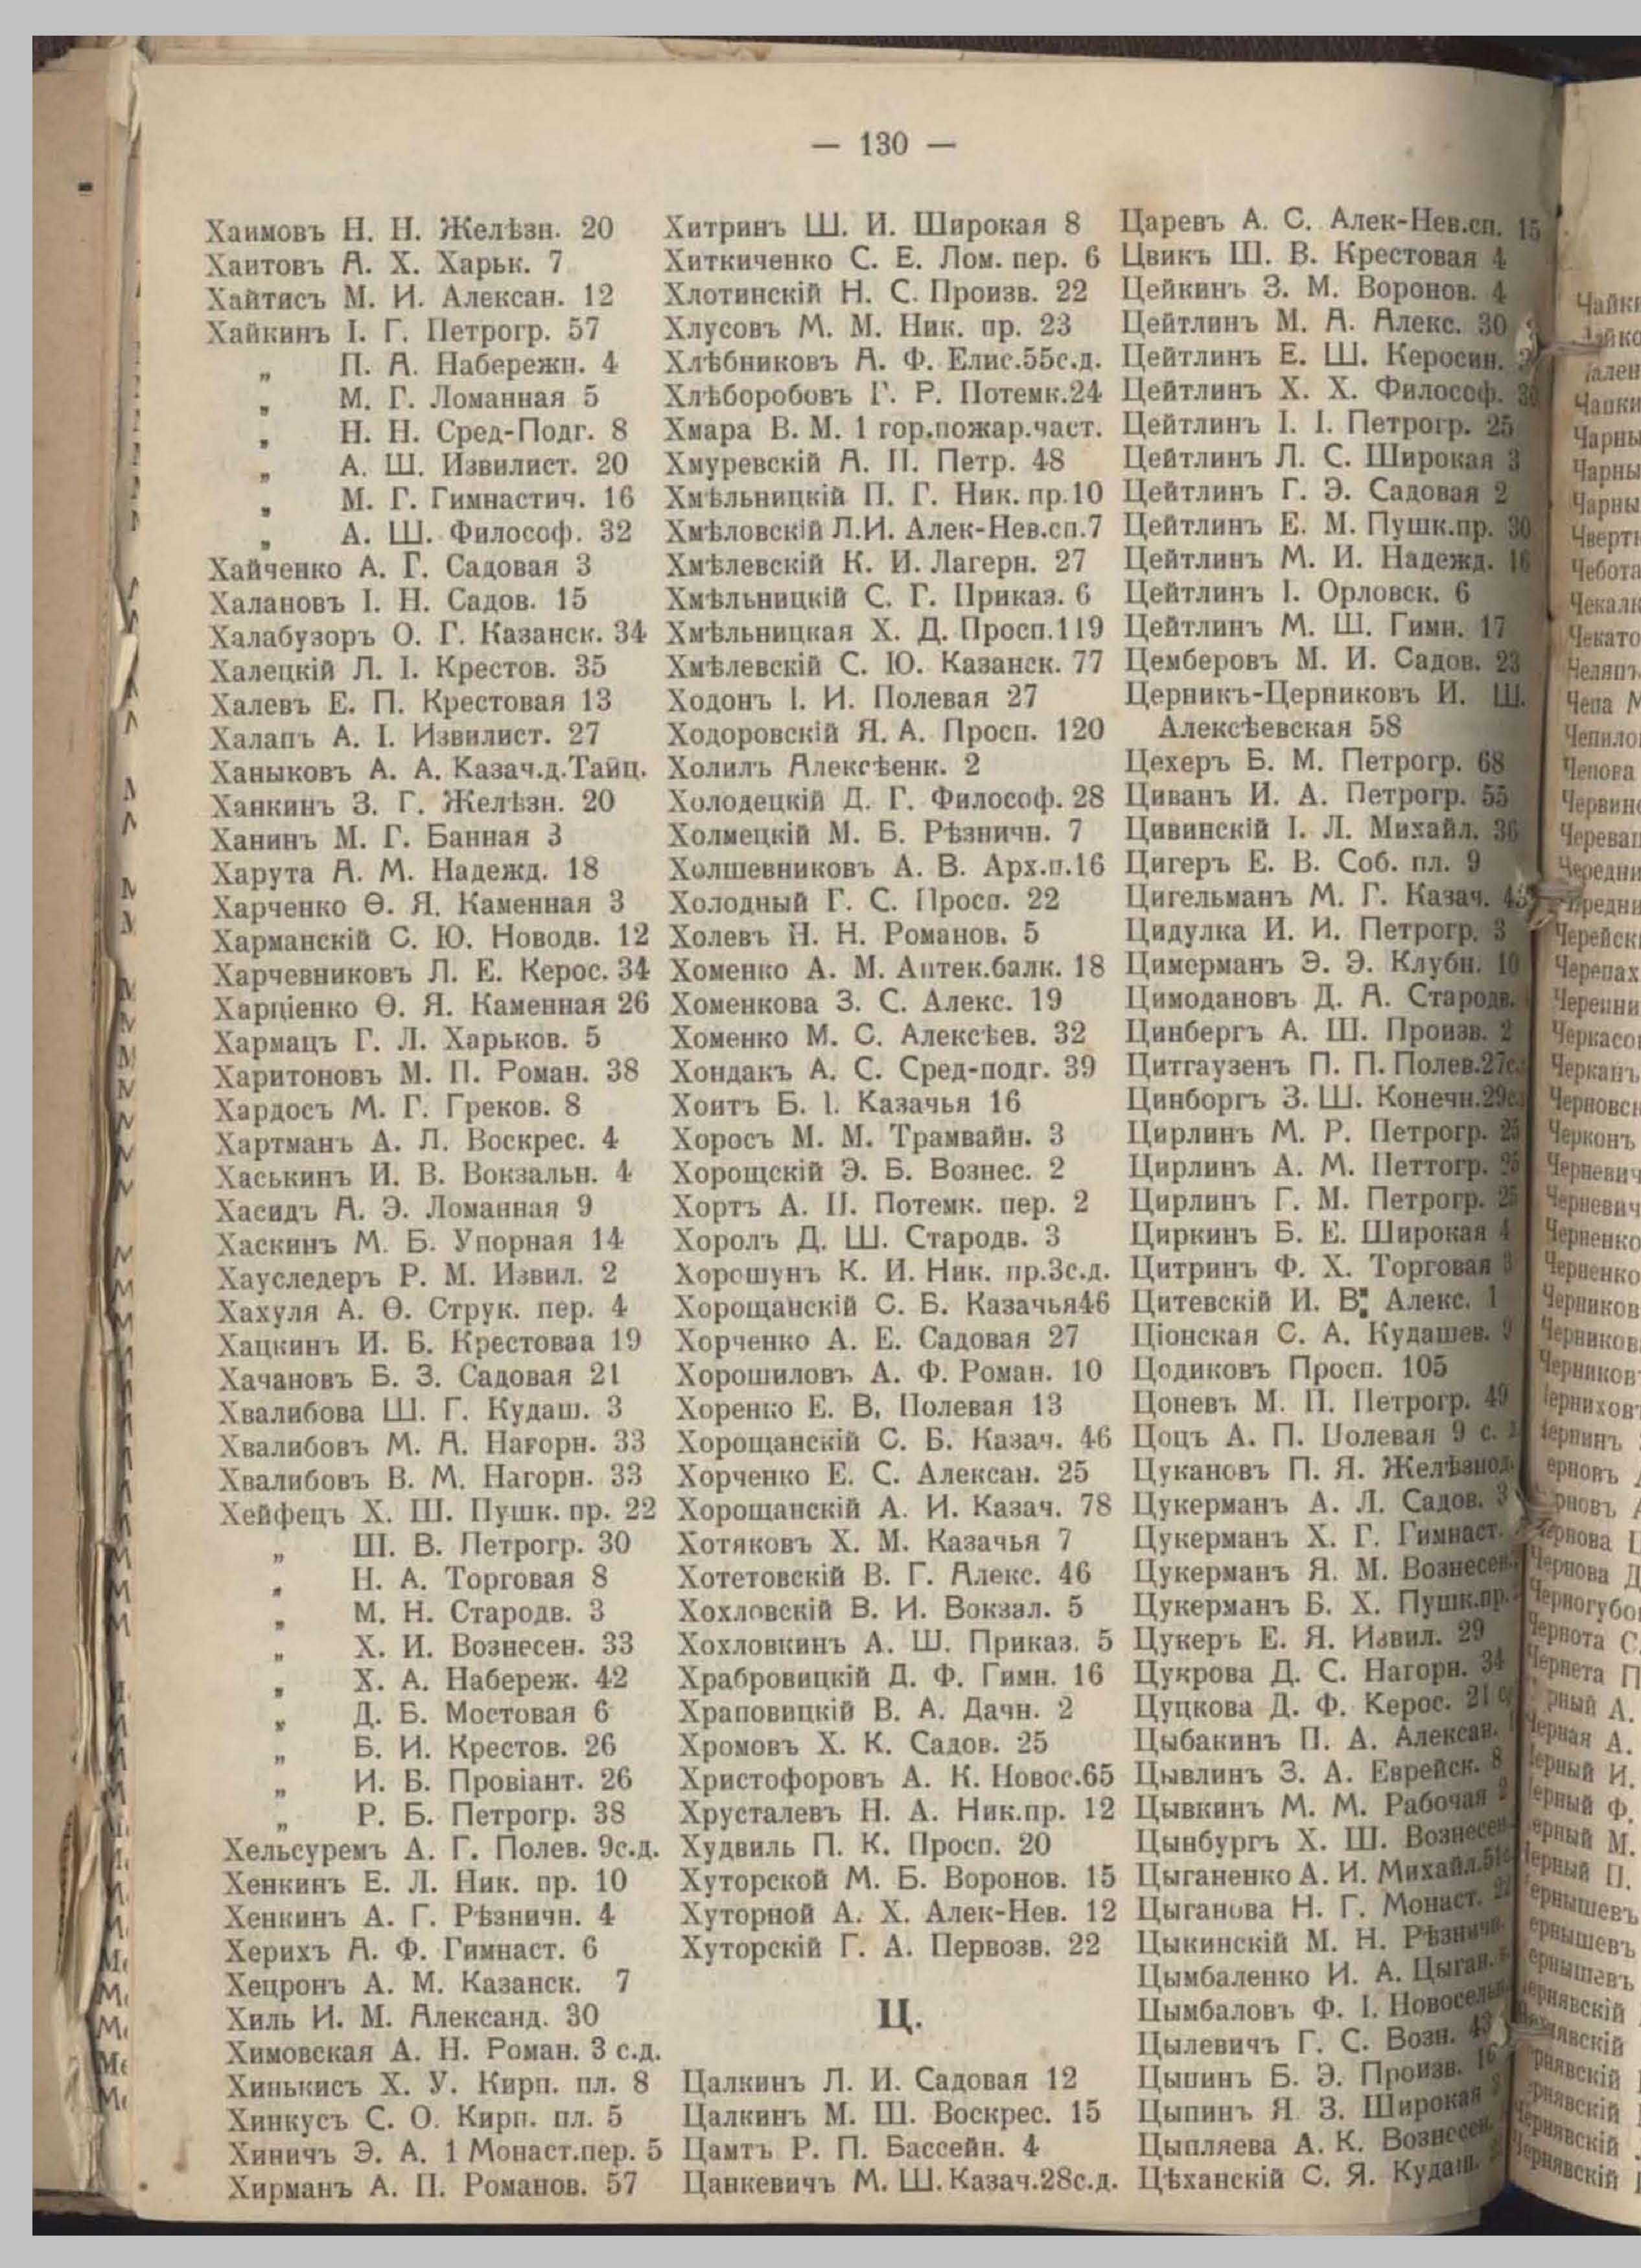 — 130 —
Хаимовъ Н. Н. Желѣзн. 20
Хаитовъ А. Х. Харьк. 7
Хайтисъ М. И. Алексан. 12
Хайкинъ І. Г. Петрогр. 57
„ П. А. Набережн. 4
„ М. Г. Ломанная 5
„ Н. Н. Сред-Подг. 8
„ А. Ш. Извилист. 20
„ М. Г. Гимнастич. 16
„ А. Ш. Философ. 32
Хайченко А. Г. Садовая 3
Халановъ І. Н. Садов. 15
Халабузоръ О. Г. Казанск. 34
Халецкій Л. І. Крестов. 35
Халевъ Е. П. Крестовая 13
Халапъ А. І. Извилист. 27
Ханыковъ А. А. Казач.д.Тайц.
Ханкинъ З. Г. Желѣзн. 20
Ханинъ М. Г. Банная 3
Харута А. М. Надежд. 18
Харченко Ѳ. Я. Каменная 3
Харманскій С. Ю. Новодв. 12
Харчевниковъ Л. Е. Керос. 34
Харціенко Ѳ. Я. Каменная 26
Хармацъ Г. Л. Харьков. 5
Харитоновъ М. П. Роман. 38
Хардосъ М. Г. Греков. 8
Хартманъ А. Л. Воскрес. 4
Хаськинъ И. В. Вокзальн. 4
Хасидъ А. Э. Ломанная 9
Хаскинъ М. Б. Упорная 14
Хауследеръ Р. М. Извил. 2
Хахуля А. Ѳ. Струк. пер. 4
Хацкинъ И. Б. Крестоваа 19
Хачановъ Б. З. Садовая 21
Хвалибова Ш. Г. Кудаш. 3
Хвалибовъ М. А. Нагорн. 33
Хвалибовъ В. М. Нагорн. 33
Хейфецъ Х. Ш. Пушк. пр. 22
„ Ш. В. Петрогр. 30
„ Н. А. Торговая 8
„ М. Н. Стародв. 3
„ Х. И. Вознесен. 33
„ Х. А. Набереж. 42
„ Д. Б. Мостовая 6
„ Б. И. Крестов. 26
„ И. Б. Провіант. 26
„ Р. Б. Петрогр. 38
Хельсуремъ А. Г. Полев. 9с.д.
Хенкинъ Е. Л. Ник. пр. 10
Хенкинъ А. Г. Рѣзничн. 4
Херихъ А. Ф. Гимнаст. 6
Хецронъ А. М. Казанск. 7
Хиль И. М. Александ. 30
Химовская А. Н. Роман. 3 с.д.
Хинькисъ Х. У. Кирп. пл. 8
Хинкусъ С. О. Кирп. пл. 5
Хиничъ Э. А. 1 Монаст.пер. 5
Хирманъ А. П. Романов. 57
Хитринъ Ш. И. Широкая 8
Хиткиченко С. Е. Лом. пер. 6
Хлотинскій Н. С. Произв. 22
Хлусовъ М. М. Ник. пр. 23
Хлѣбниковъ А. Ф. Елис.55с.д.
Хлѣборобовъ Г. Р. Потемк.24
Хмара В. М. 1 гор.пожар.част.
Хмуревскій А. П. Петр. 48
Хмѣльницкій П. Г. Ник. пр.10
Хмѣловскій Л.И. Алек-Нев.сп.7
Хмѣлевскій К. И. Лагерн. 27
Хмѣльницкій С. Г. Приказ. 6
Хмѣльницкая Х. Д. Просп.119
Хмѣлевскій С. Ю. Казанск. 77
Ходонъ І. И. Полевая 27
Ходоровскій Я. А. Просп. 120
Холилъ Алексѣенк. 2
Холодецкій Д. Г. Философ. 28
Холмецкій М. Б. Рѣзничн. 7
Холшевниковъ А. В. Арх.п.16
Холодный Г. С. Просп. 22
Холевъ Н. Н. Романов. 5
Хоменко А. М. Аптек.балк. 18
Хоменкова З. С. Алекс. 19
Хоменко М. С. Алексѣев. 32
Хондакъ А. С. Сред-подг. 39
Хоитъ Б. І. Казачья 16
Хоросъ М. М. Трамвайн. 3
Хорощскій Э. Б. Вознес. 2
Хортъ А. П. Потемк. пер. 2
Хоролъ Д. Ш. Стародв. 3
Хорошунъ К. И. Ник. пр.3с.д.
Хорощанскій С. Б. Казачья46
Хорченко А. Е. Садовая 27
Хорошиловъ А. Ф. Роман. 10
Хоренко Е. В, Полевая 13
Хорощанскій С. Б. Казач. 46
Хорченко Е. С. Алексан. 25
Хорощанскій А. И. Казач. 78
Хотяковъ Х. М. Казачья 7
Хотетовскій В. Г. Алекс. 46
Хохловскій В. И. Вокзал. 5
Хохловкинъ А. Ш. Приказ. 5
Храбровицкій Д. Ф. Гимн. 16
Храповицкій В. А. Дачн. 2
Хромовъ Х. К. Садов. 25
Христофоровъ А. К. Новос.65
Хрусталевъ Н. А. Ник.пр. 12
Худвиль П. К. Просп. 20
Хуторской М. Б. Воронов. 15
Хуторной А. Х. Алек-Нев. 12
Хуторскій Г. А. Первозв. 22
Ц.
Цалкинъ Л. И. Садовая 12
Цалкинъ М. Ш. Воскрес. 15
Цамтъ Р. П. Бассейн. 4
Цанкевичъ М. Ш. Казач.28с.д.
Царевъ А. С. Алек-Нев.сп. 15
Цвикъ Ш. В. Крестовая 4
Цейкинъ З. М. Воронов. 4
Цейтлинъ М. А. Алекс. 30
Цейтлинъ Е. Ш. Керосин.
Цейтлинъ Х. Х. Философ.
Цейтлинъ І. І. Петрогр. 25
Цейтлинъ Л. С. Широкая 3
Цейтлинъ Г. Э. Садовая 2
Цейтлинъ Е. М. Пушк.пр. 30
Цейтлинъ М. И. Надежд. 16
Цейтлинъ І. Орловск. 6
Цейтлинъ М. Ш. Гимн. 17
Цемберовъ М. И. Садов. 23
Церникъ-Церниковъ И. Ш.
Алексѣевская 58
Цехеръ Б. М. Петрогр. 68
Циванъ И. А. Петрогр. 55
Цивинскій І. Л. Михайл. 36
Цигеръ Е. В. Соб. пл. 9
Цигельманъ М. Г. Казач.
Цидулка И. И. Петрогр. 3
Цимерманъ Э. Э. Клубн. 10
Цимодановъ Д. А. Стародв.
Цинбергъ А. Ш. Произв. 2
Цитгаузенъ П. П. Полев.27с.
Цинборгъ З. Ш. Конечн.29с.
Цирлинъ М. Р. Петрогр. 25
Цирлинъ А. М. Петтогр. 25
Цирлинъ Г. М. Петрогр. 25
Циркинъ Б. Е. Широкая 4
Цитринъ Ф. Х. Торговая 3
Цитевскій И. В. Алекс. 1
Ціонская С. А. Кудашев. 9
Цодиковъ Просп. 105
Цоневъ М. П. Петрогр. 49
Цоцъ А. П. Полевая 9 с.
Цукановъ П. Я. Желѣзнод.
Цукерманъ А. Л. Садов. 3
Цукерманъ Х. Г. Гимнаст.
Цукерманъ Я. М. Вознесен.
Цукерманъ Б. Х. Пушк.пр.
Цукеръ Е. Я. Извил. 29
Цукрова Д. С. Нагорн. 34
Цуцкова Д. Ф. Керос. 21
Цыбакинъ П. А. Алексан.
Цывлинъ З. А. Еврейск. 8
Цывкинъ М. М. Рабочая 2
Цынбургъ Х. Ш. Вознесен.
Цыганенко А. И. Михайл.
Цыганова Н. Г. Монаст.
Цыкинскій М. Н. Рѣзничн.
Цымбаленко И. А. Цыган.
Цымбаловъ Ф. І. Новосельн.
Цылевичъ Г. С. Возн. 43
Цыпинъ Б. Э. Произв. 16
Цыпинъ Я. З. Широкая
Цыпляева А. К. Вознесен.
Цѣханскій С. Я. Кудаш.